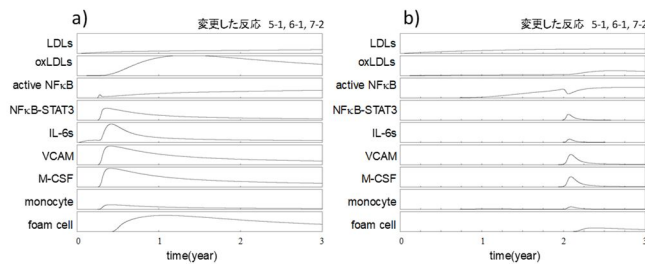 a)
変更した反応 5-1, 6-1, 7-2
LDLs
oxLDLs
active NFκB
NFκB-STAT3
IL-6s
VCAM
M-CSF
monocyte
foam cell
0 1 2 3
time(year)
b)
変更した反応 5-1, 6-1, 7-2
LDLs
oxLDLs
active NFκB
NFκB-STAT3
IL-6s
VCAM
M-CSF
monocyte
foam cell
0 1 2 3
time(year)